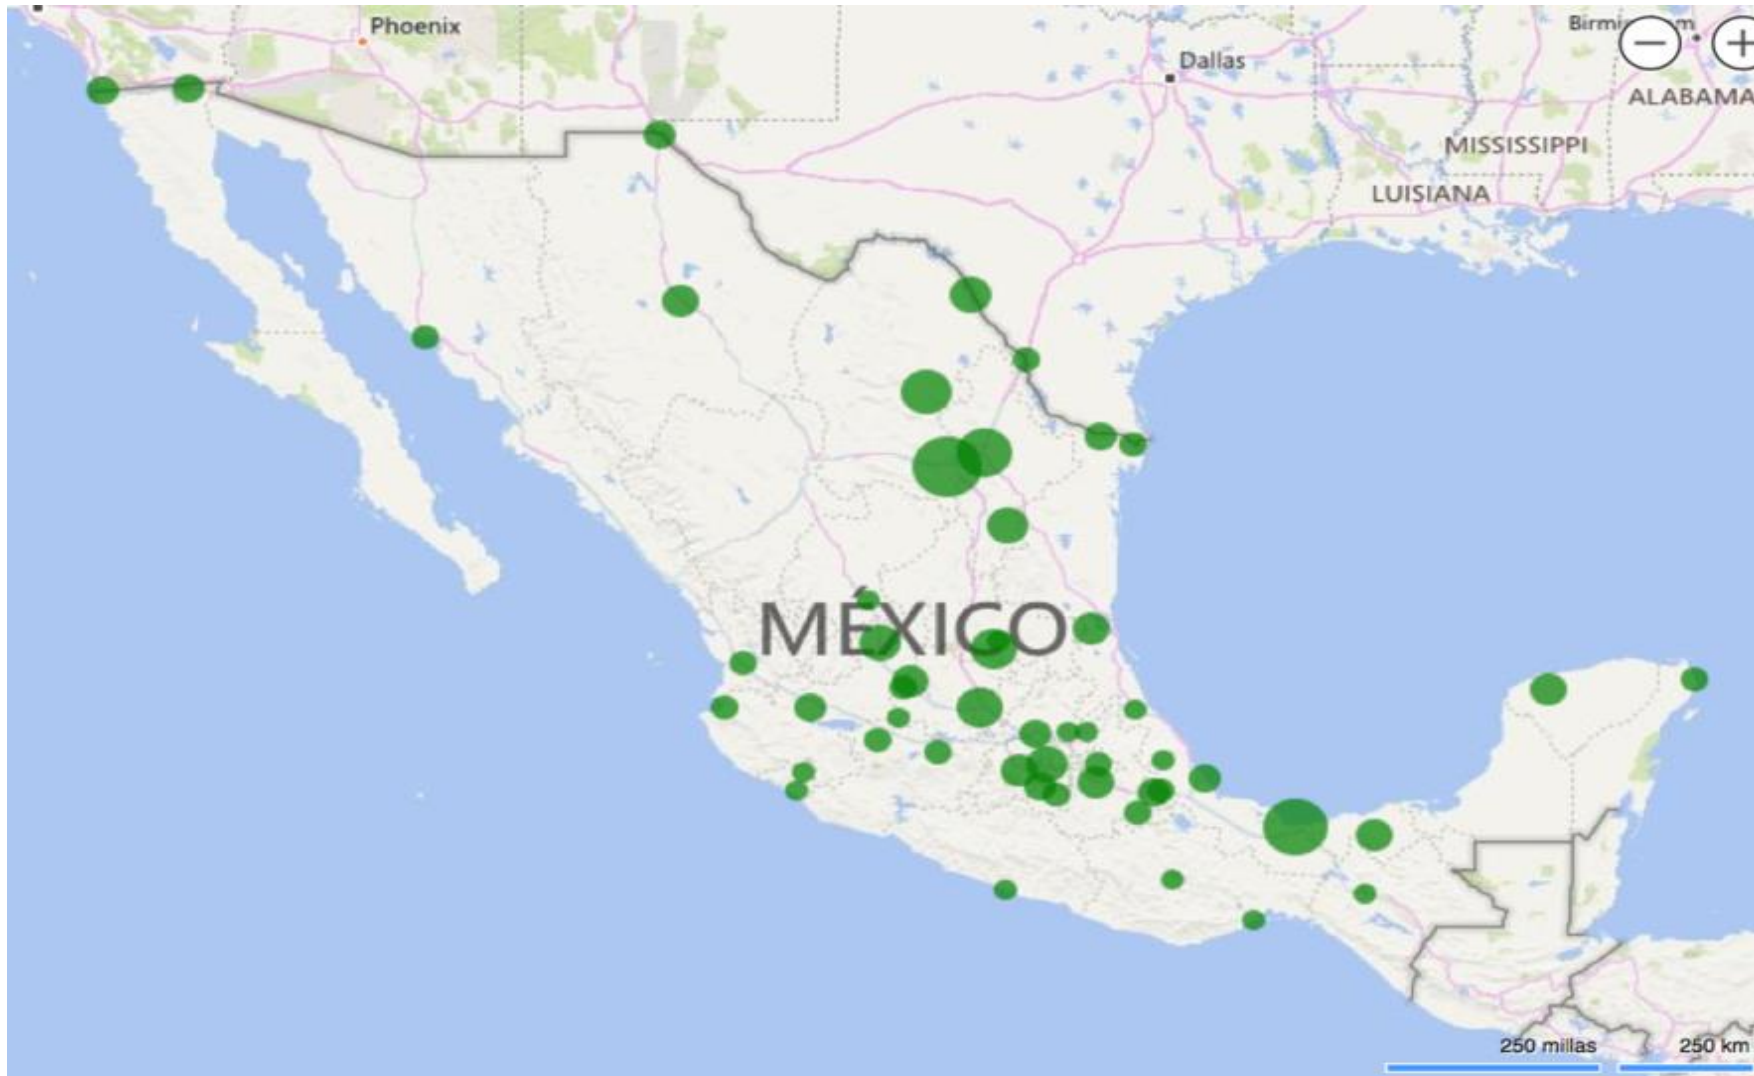 Phoenix
Dallas
ALABAMA
MISSISSIPPI
LUISIANA
MÉXICO
250 millas
250 km